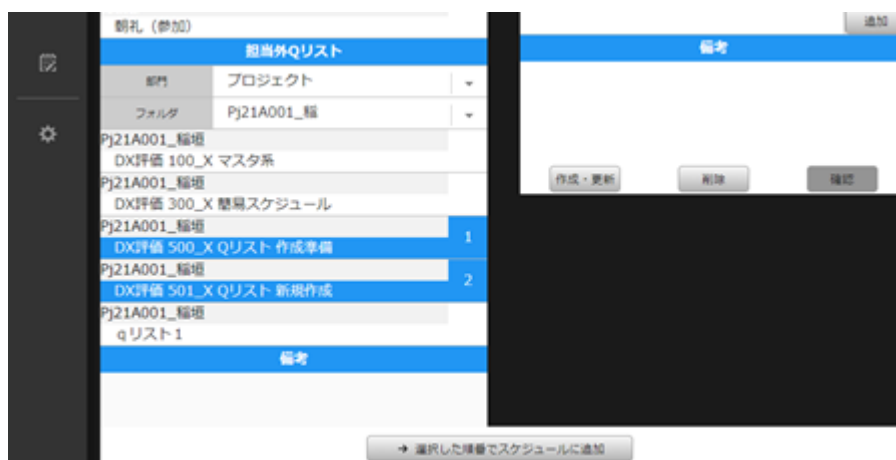 朝礼（参加）
担当外Qリスト
部門 プロジェクト
フォルダ Pj21A001_稲
Pj21A001_稲垣
DX評価 100_X マスタ系
Pj21A001_稲垣
DX評価 300_X 簡易スケジュール
Pj21A001_稲垣
DX評価 500_X Qリスト 作成準備
1
Pj21A001_稲垣
DX評価 501_X Qリスト 新規作成
2
Pj21A001_稲垣
qリスト1
備考
追加
備考
作成・更新 削除 確認
→ 選択した順番でスケジュールに追加